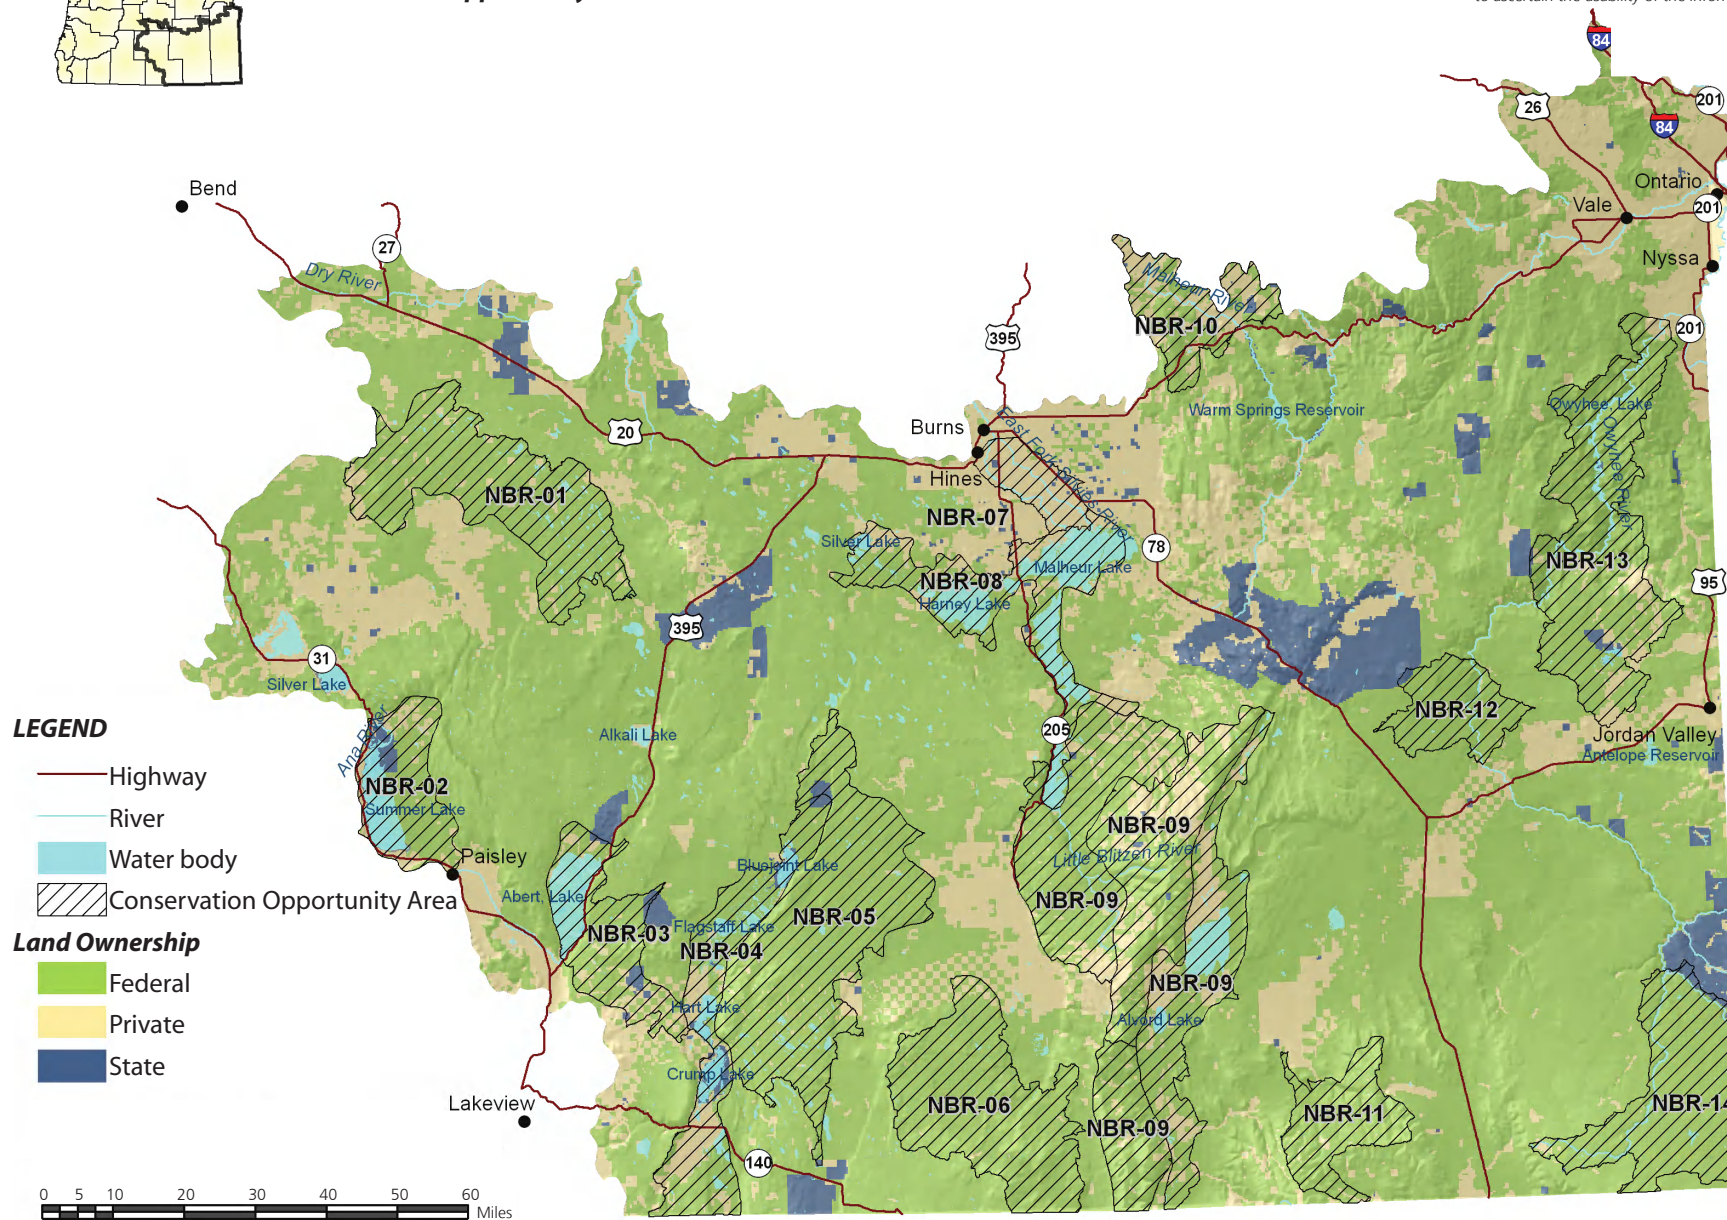 84
26
201
84
Bend
Ontario
Vale
201
27
Nyssa
Dry River
Malheur River
NBR-10
201
395
Owyhee, Lake
Warm Springs Reservoir
Burns
20
East Fork Silvies River
Owyhee River
Hines
NBR-01
NBR-07
Silver Lake
78
NBR-13
Malheur Lake
NBR-08
95
Harney Lake
395
31
Silver Lake
NBR-12
LEGEND
Ana River
205
Alkali Lake
Jordan Valley
Antelope Reservoir
Highway
NBR-02
Summer Lake
River
NBR-09
Water body
Paisley
Little Blitzen River
Bluejoint Lake
Conservation Opportunity Area
Abert, Lake
NBR-09
NBR-05
Flagstaff Lake
NBR-03
Land Ownership
NBR-04
Federal
NBR-09
Hart Lake
Private
Alvord Lake
State
Crump Lake
Lakeview
NBR-06
NBR-11
NBR-14
NBR-09
140
0 5 10 20 30 40 50 60
Miles